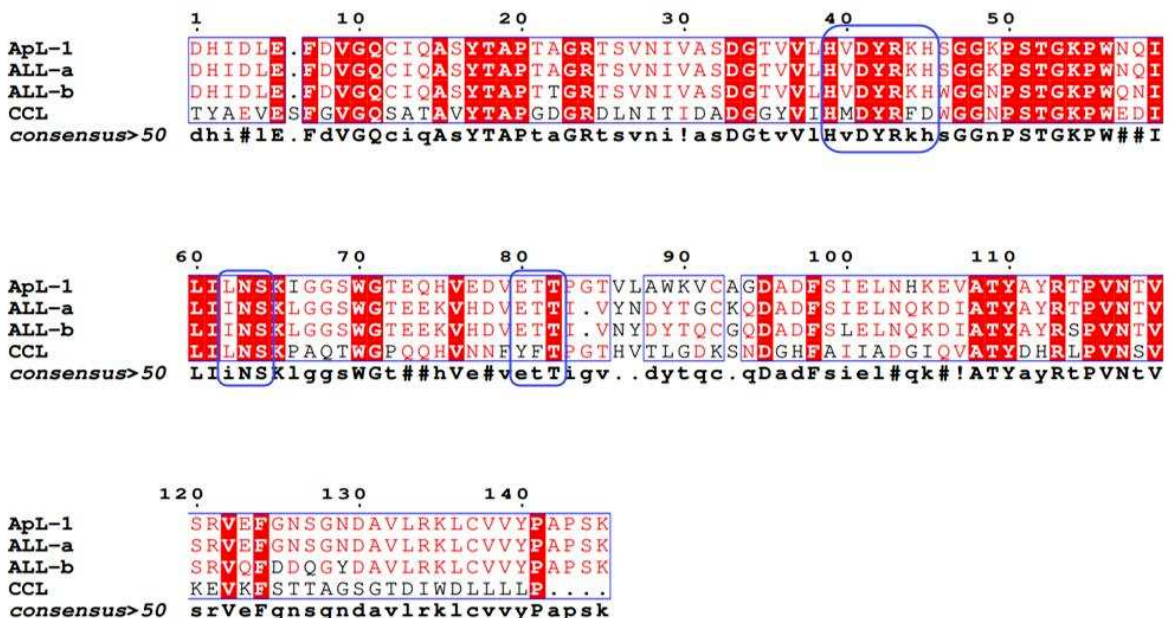 1 10 20 30 40 50
ApL-1 DHIDLE.FDVGQCIQASYTAPTAGRTSVNIVASDGTVVLHVDYRKHSGGKPSTGKPWNQI
ALL-a DHIDLE.FDVGQCIQASYTAPTAGRTSVNIVASDGTVVLHVDYRKHSGGKPSTGKPWNQI
ALL-b DHIDLE.FDVGQCIQASYTAPTTGRTSVNIVASDGTVVLHVDYRKHWGGKPSTGKPWQNI
CCL TYAEVESFGVGQSATAVYTAPGDGRDLNITIDADGGYVIHMDYRFDWGGNPSTGKPWEDI
consensus>50 dhi#lE.FdVGQciqAsYTAPtaGRtsvni!asDGtvVlHvDYRkhsGGnPSTGKPW##I
60 70 80 90 100 110
ApL-1 LILNSKIGGSWGTEQHVEDVETTPGTVLAWKVCAGDADFSIELNHKEVATYAYRTPVNTV
ALL-a LIINSKLGGSWGTEEKVHDVETTI.VYNDYTGCKQDADFSIELNQKDIATYAYRTPVNTV
ALL-b LIINSKLGGSWGTEEKVHDVETTI.VNYDYTQCGQDADFSLELNQKDIATYAYRSPVNTV
CCL LILNSKPAQTWGPQQHVNNFYFTPGTHVTLGDKSNDGHFAIIADGIQVATYDHRLPVNSV
consensus>50 LIiNSKlggsWGt##hVe#vetTigv..dytqc.qDadFsiel#qk#!ATYayRtPVNtV
120 130 140
ApL-1 SRVEFGNSGNDAVLRKLCVVYPAPSK
ALL-a SRVEFGNSGNDAVLRKLCVVYPAPSK
ALL-b SRVQFDDQGYDAVLRKLCVVYPAPSK
CCL KEVKFSTTAGSGTDIWDLLLLP....
consensus>50 srVeFgnsgndavlrklcvvyPapsk